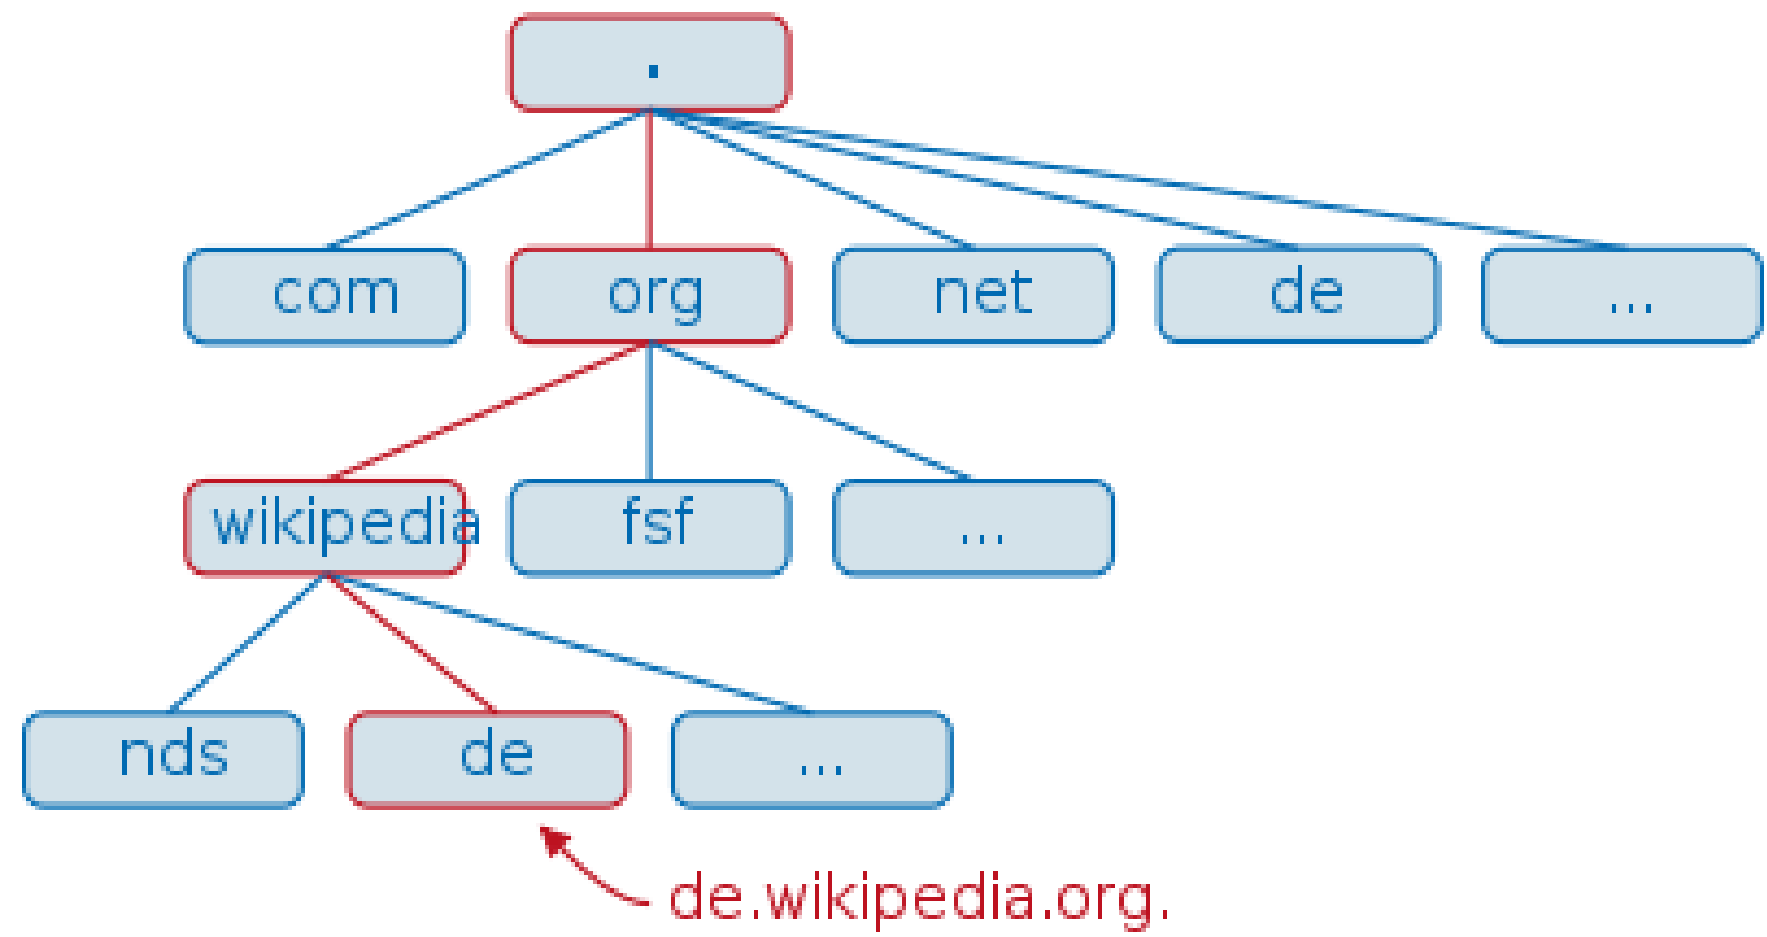 .
com org net de ...
wikipedia fsf ...
nds de ...
de.wikipedia.org.